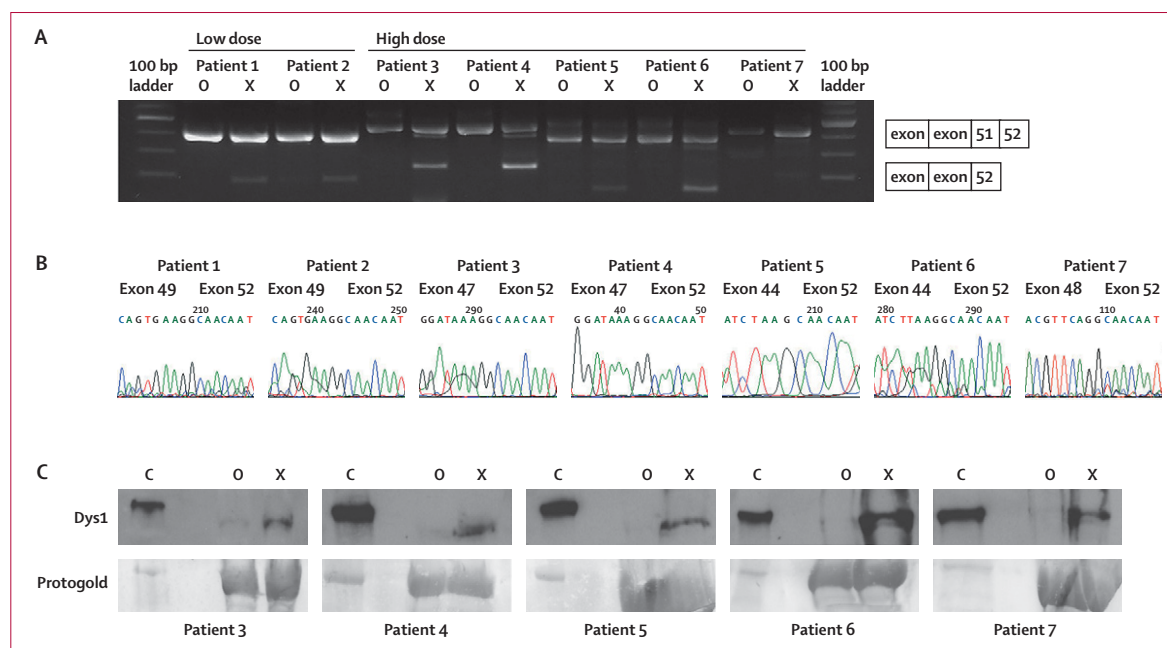 A
Low dose High dose
100 bp Patient 1 Patient 2 Patient 3 Patient 4 Patient 5 Patient 6 Patient 7 100 bp
ladder O X O X O X O X O X O X O X ladder
exon exon 51 52
exon exon 52
B
Patient 1 Patient 2 Patient 3 Patient 4 Patient 5 Patient 6 Patient 7
Exon 49 Exon 52 Exon 49 Exon 52 Exon 47 Exon 52 Exon 47 Exon 52 Exon 44 Exon 52 Exon 44 Exon 52 Exon 48 Exon 52
210 240 250 290 40 50 210 280 290 110
CAGTGAAGGCAACAAT CAGTGAAGGCAACAAT GGATAAAGGCAACAAT GGATAAAGGCAACAAT ATCTAAGCAACAAT ATCTTAAGGCAACAAT ACGTTCAGGCAACAAT
C
C O X C O X C O X C O X C O X
Dys1
Protogold
Patient 3 Patient 4 Patient 5 Patient 6 Patient 7